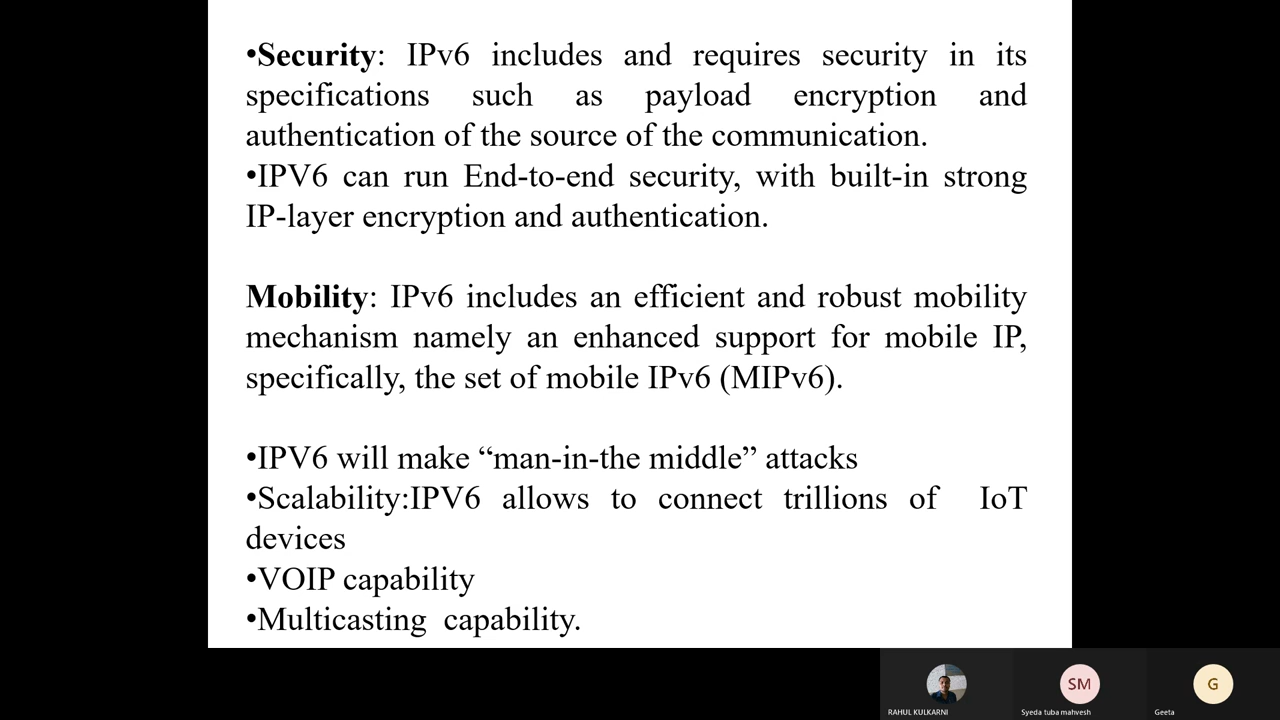 •Security: IPv6 includes and requires security in its
specifications such as payload encryption and
authentication of the source of the communication.
•IPV6 can run End-to-end security, with built-in strong
IP-layer encryption and authentication.
Mobility: IPv6 includes an efficient and robust mobility
mechanism namely an enhanced support for mobile IP,
specifically, the set of mobile IPv6 (MIPv6).
•IPV6 will make “man-in-the middle” attacks
•Scalability:IPV6 allows to connect trillions of IoT
devices
•VOIP capability
•Multicasting capability.
SM
G
RAHUL KULKARNI
Syeda tuba mahvesh
Geeta